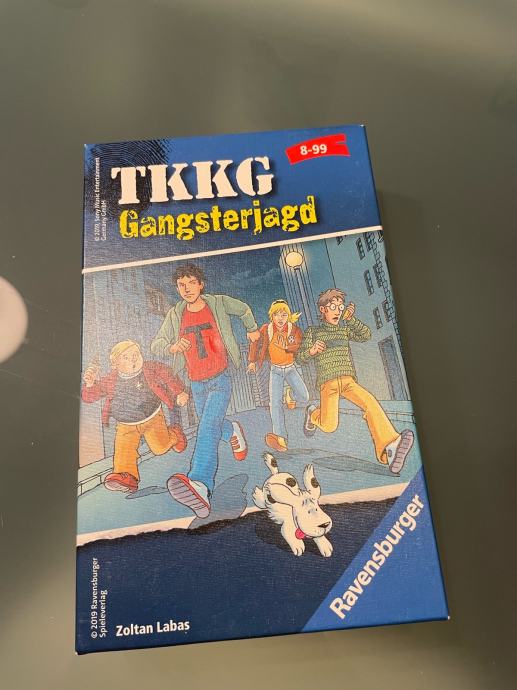 © 2019, Sony Music Entertainment
Germany GmbH
TKKG
8-99
Gangsterjagd
T
Ravensburger
© 2019 Ravensburger
Spieleverlag
Zoltan Labas